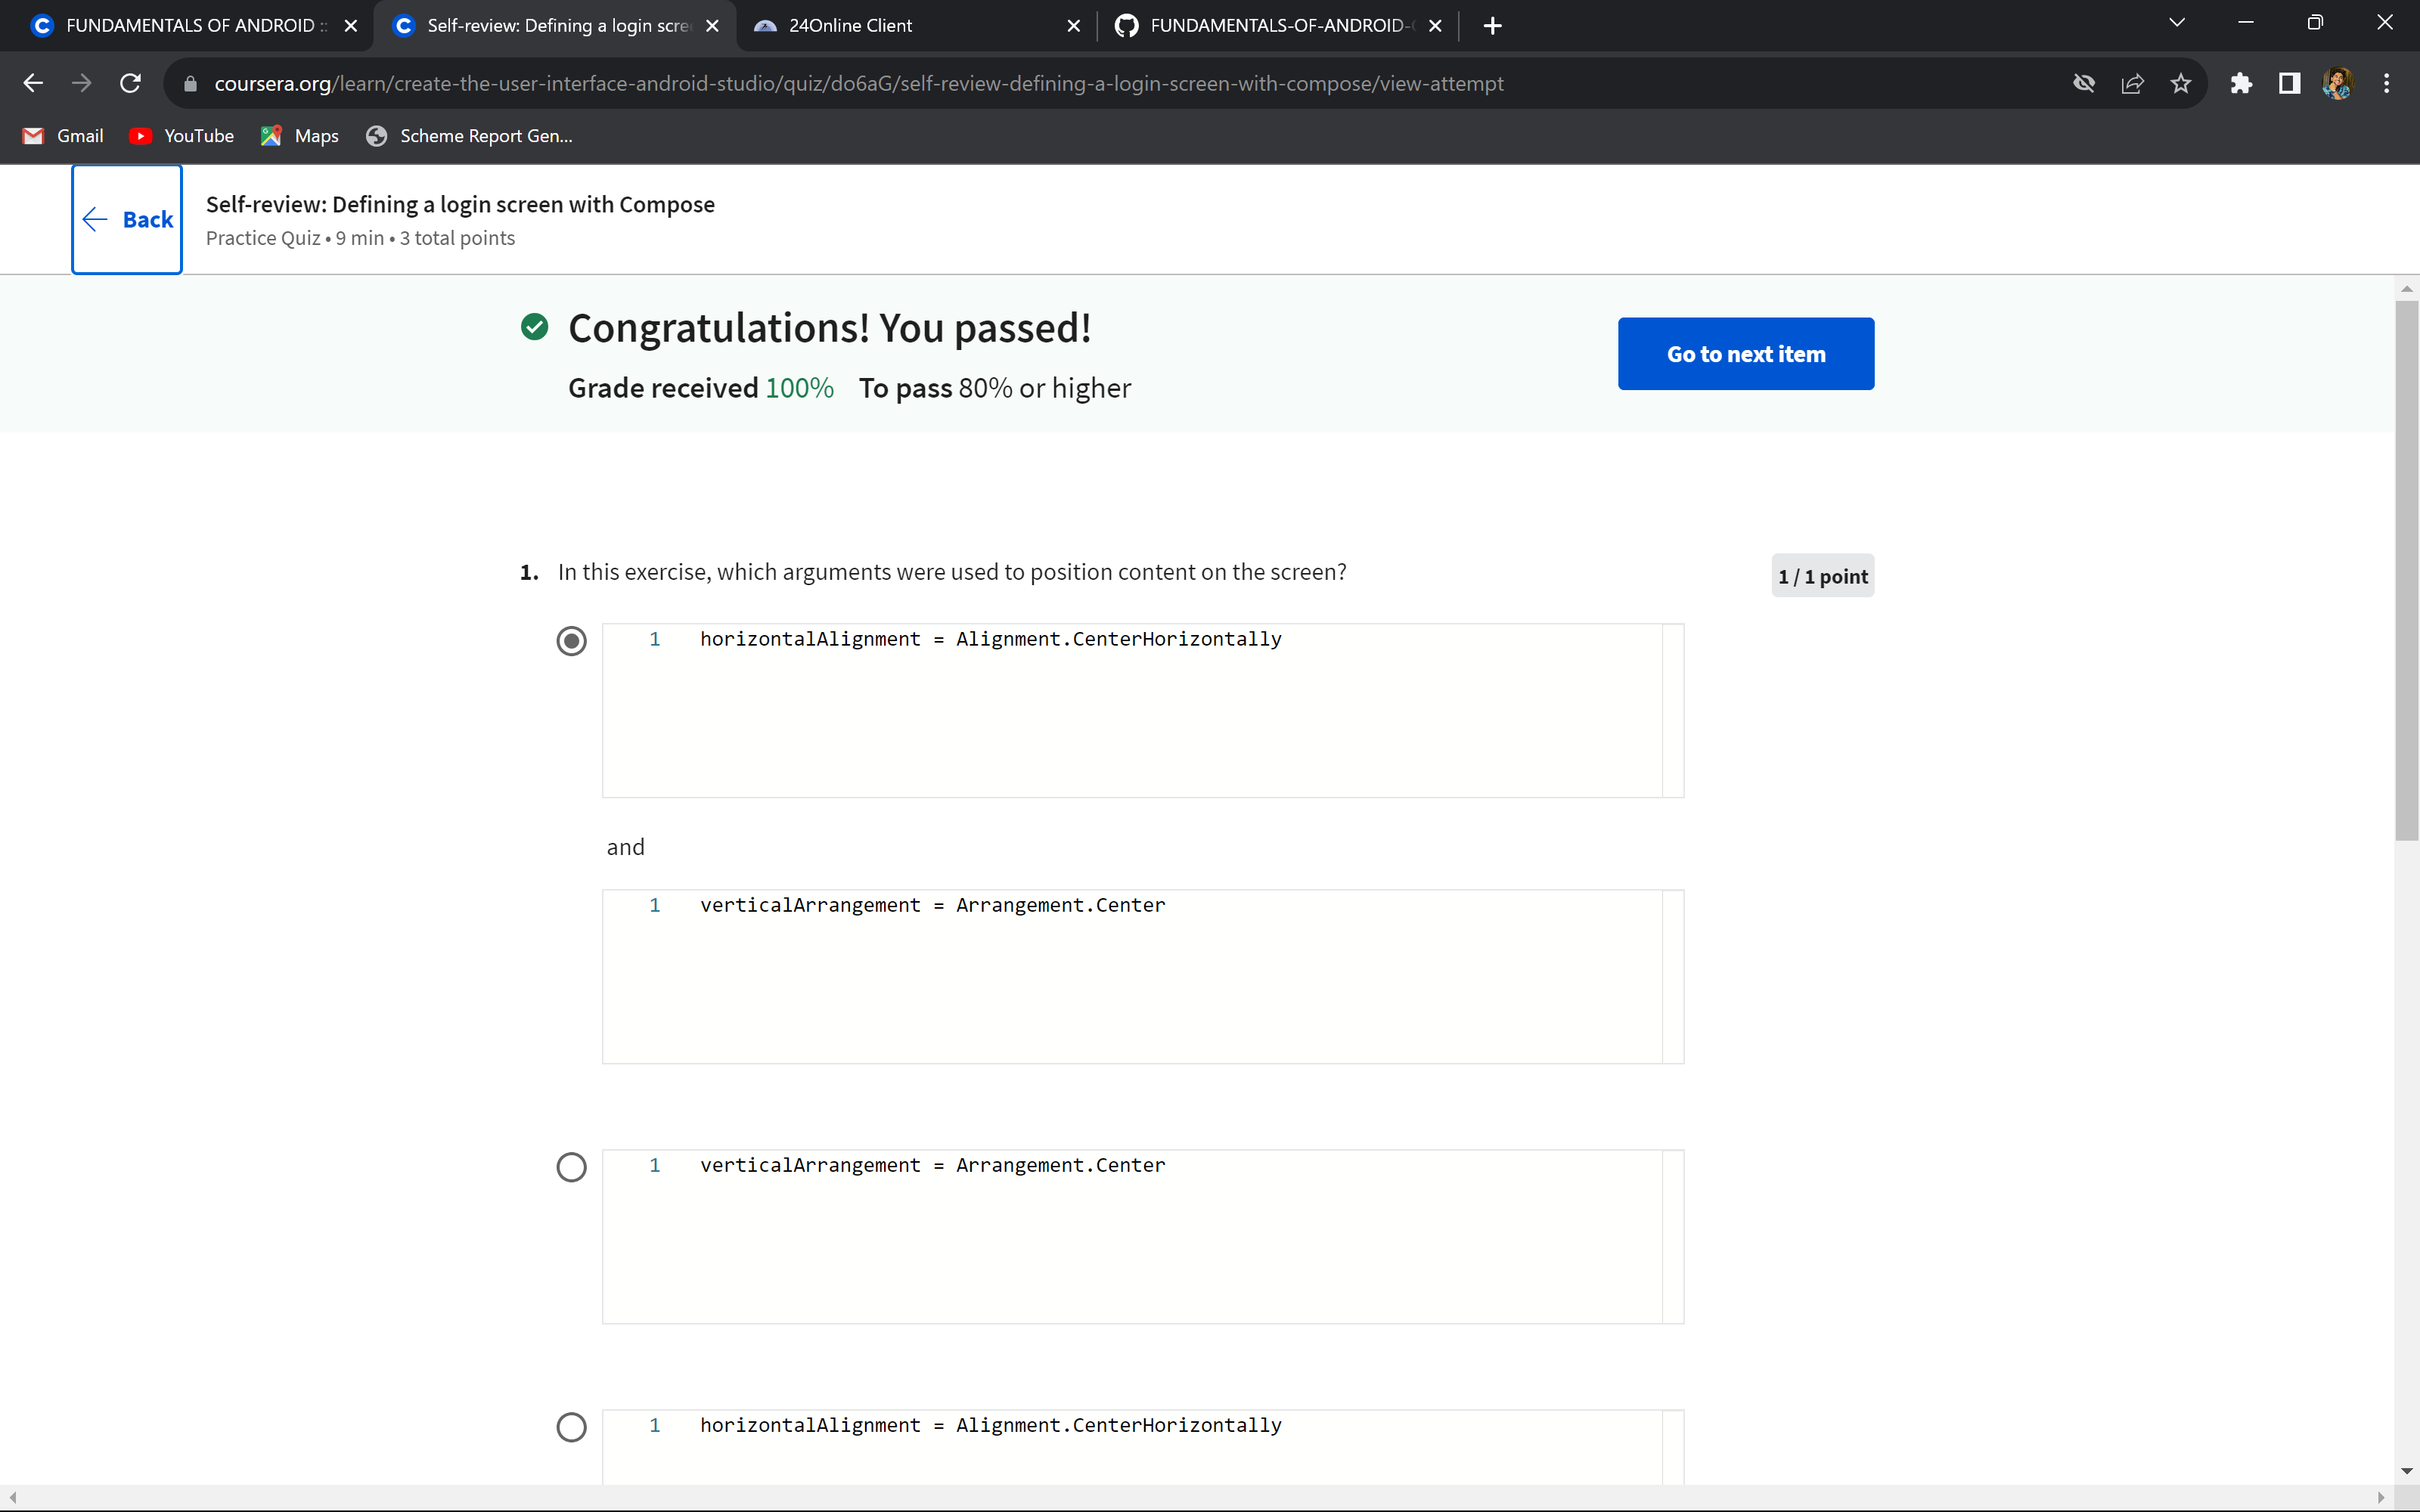 FUNDAMENTALS OF ANDROID ::
Self-review: Defining a login scre
24Online Client
FUNDAMENTALS-OF-ANDROID-
coursera.org/learn/create-the-user-interface-android-studio/quiz/do6aG/self-review-defining-a-login-screen-with-compose/view-attempt
Gmail
YouTube
Maps
Scheme Report Gen...
Back
Self-review: Defining a login screen with Compose
Practice Quiz • 9 min • 3 total points
Congratulations! You passed!
Grade received 100% To pass 80% or higher
Go to next item
1. In this exercise, which arguments were used to position content on the screen?
1 / 1 point
1 horizontalAlignment = Alignment.CenterHorizontally
and
1 verticalArrangement = Arrangement.Center
1 verticalArrangement = Arrangement.Center
1 horizontalAlignment = Alignment.CenterHorizontally